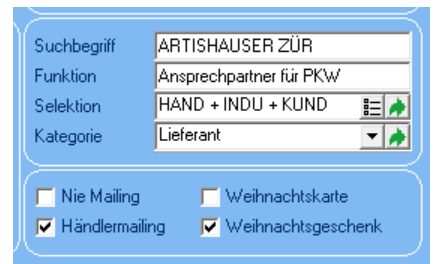 Suchbegriff ARTISHAUSER ZÜR
Funktion Ansprechpartner für PKW
Selektion HAND + INDU + KUND
Kategorie Lieferant
Nie Mailing Weihnachtskarte
Händlermailing Weihnachtsgeschenk